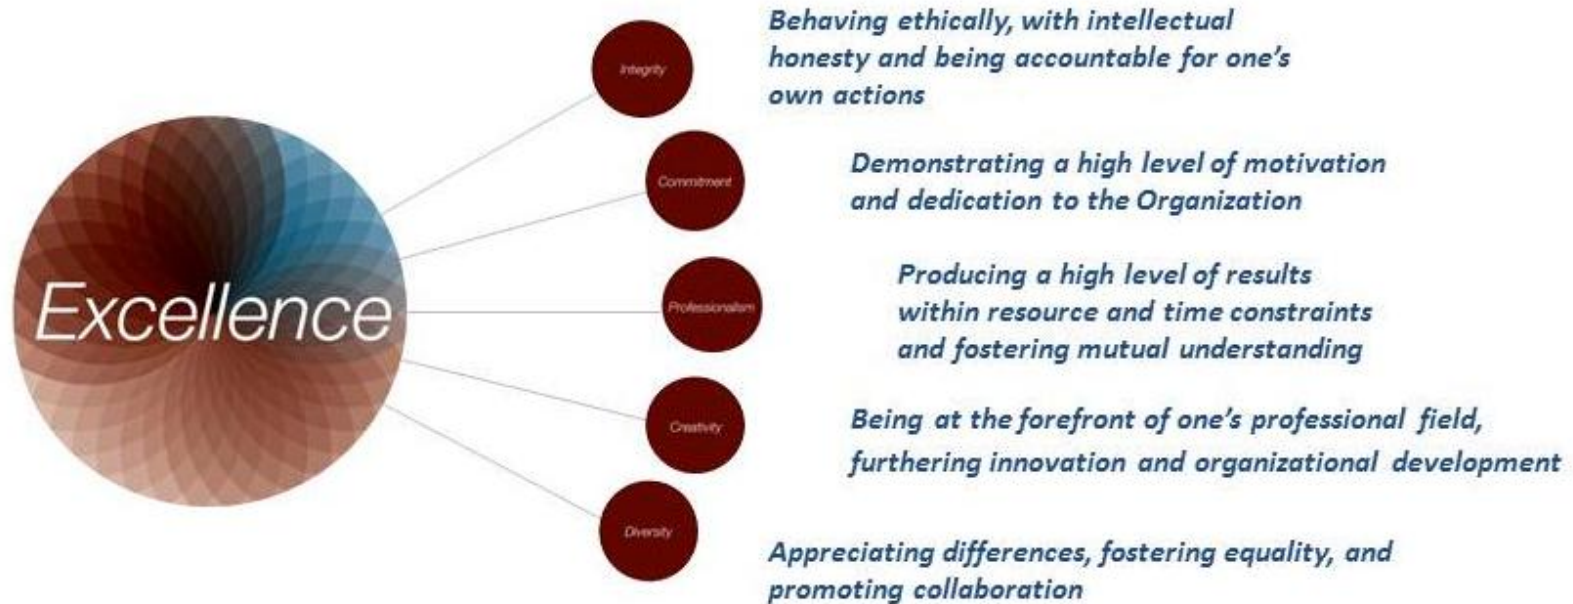 Excellence
Integrity
Behaving ethically, with intellectual
honesty and being accountable for one's
own actions
Commitment
Demonstrating a high level of motivation
and dedication to the Organization
Professionalism
Producing a high level of results
within resource and time constraints
and fostering mutual understanding
Creativity
Being at the forefront of one's professional field,
furthering innovation and organizational development
Diversity
Appreciating differences, fostering equality, and
promoting collaboration